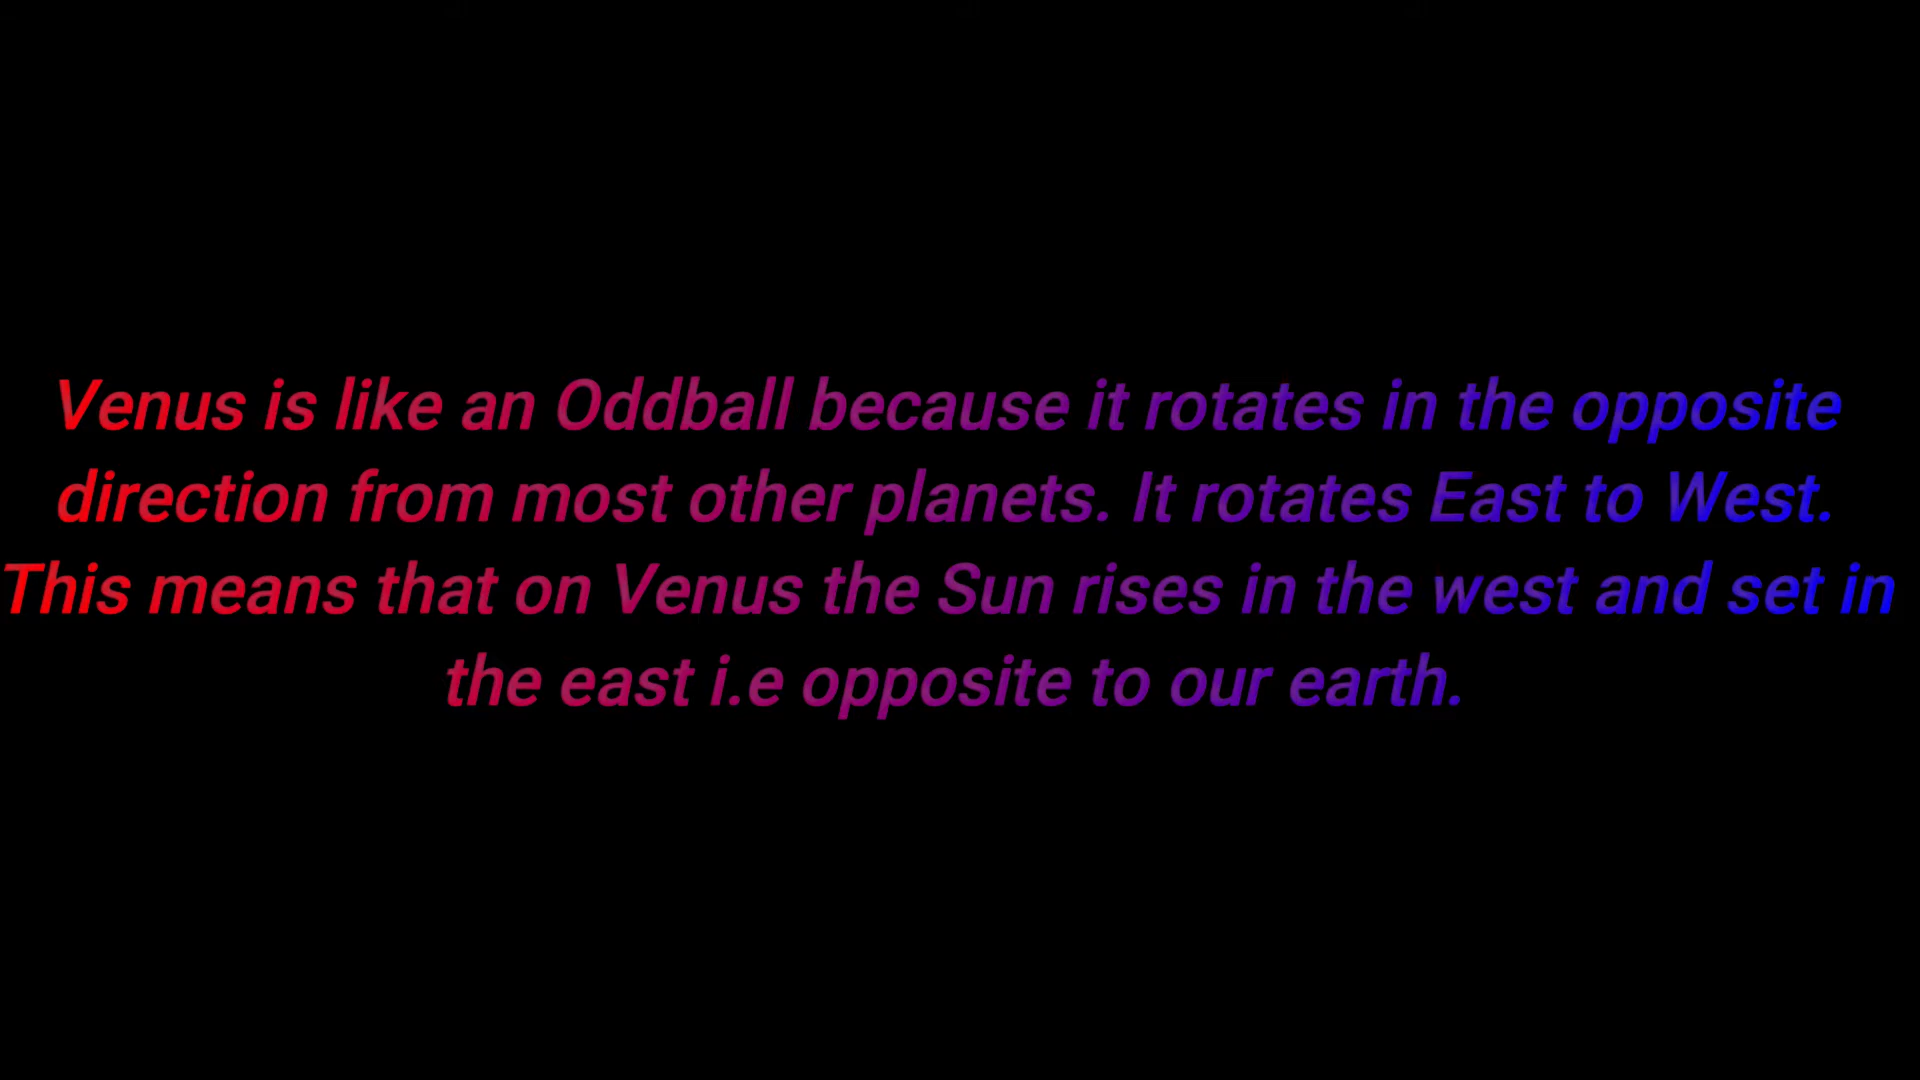 Venus is like an Oddball because it rotates in the opposite
direction from most other planets. It rotates East to West.
This means that on Venus the Sun rises in the west and set in
the east i.e opposite to our earth.